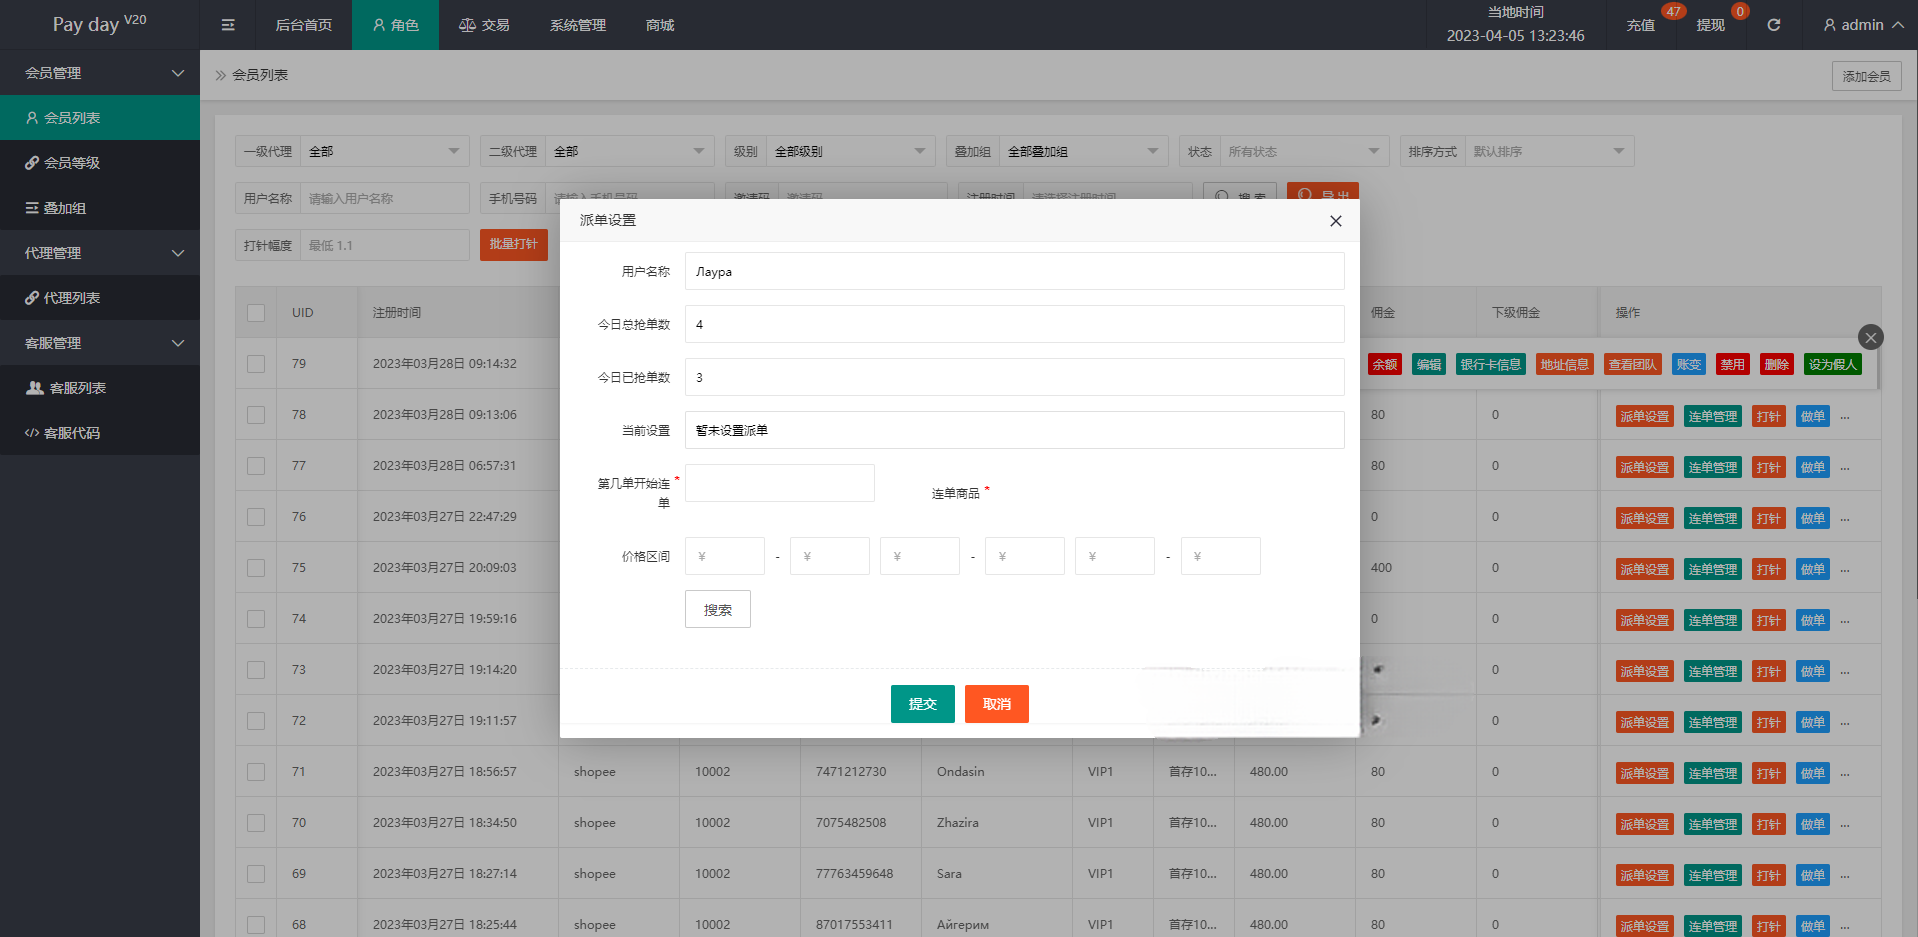 Pay day V20
后台首页
角色
交易
系统管理
商城
当地时间
2023-04-05 13:23:46
充值 47
提现 0
admin
会员管理
会员列表
会员等级
叠加组
代理管理
代理列表
客服管理
客服列表
客服代码
会员列表
添加会员
一级代理 全部
二级代理 全部
级别 全部级别
叠加组 全部叠加组
状态 所有状态
排序方式 默认排序
用户名称 请输入用户名称
手机号码 请输入手机号码
邀请码 邀请码
注册时间 请选择注册时间
搜 索
导 出
打针幅度 最低 1.1
批量打针
派单设置
用户名称 Лаура
今日总抢单数 4
今日已抢单数 3
当前设置 暂未设置派单
第几单开始连单 *
连单商品 *
价格区间 ¥ - ¥ ¥ - ¥ ¥ - ¥
搜索
提交 取消
UID 注册时间 佣金 下级佣金 操作
79 2023年03月28日 09:14:32 余额 编辑 银行卡信息 地址信息 查看团队 账变 禁用 删除 设为假人
78 2023年03月28日 09:13:06 80 0 派单设置 连单管理 打针 做单 ...
77 2023年03月28日 06:57:31 80 0 派单设置 连单管理 打针 做单 ...
76 2023年03月27日 22:47:29 0 0 派单设置 连单管理 打针 做单 ...
75 2023年03月27日 20:09:03 400 0 派单设置 连单管理 打针 做单 ...
74 2023年03月27日 19:59:16 0 0 派单设置 连单管理 打针 做单 ...
73 2023年03月27日 19:14:20 0 派单设置 连单管理 打针 做单 ...
72 2023年03月27日 19:11:57 0 派单设置 连单管理 打针 做单 ...
71 2023年03月27日 18:56:57 shopee 10002 7471212730 Ondasin VIP1 首存10... 480.00 80 0 派单设置 连单管理 打针 做单 ...
70 2023年03月27日 18:34:50 shopee 10002 7075482508 Zhazira VIP1 首存10... 480.00 80 0 派单设置 连单管理 打针 做单 ...
69 2023年03月27日 18:27:14 shopee 10002 77763459648 Sara VIP1 首存10... 480.00 80 0 派单设置 连单管理 打针 做单 ...
68 2023年03月27日 18:25:44 shopee 10002 87017553411 Айгерим VIP1 首存10... 480.00 80 0 派单设置 连单管理 打针 做单 ...